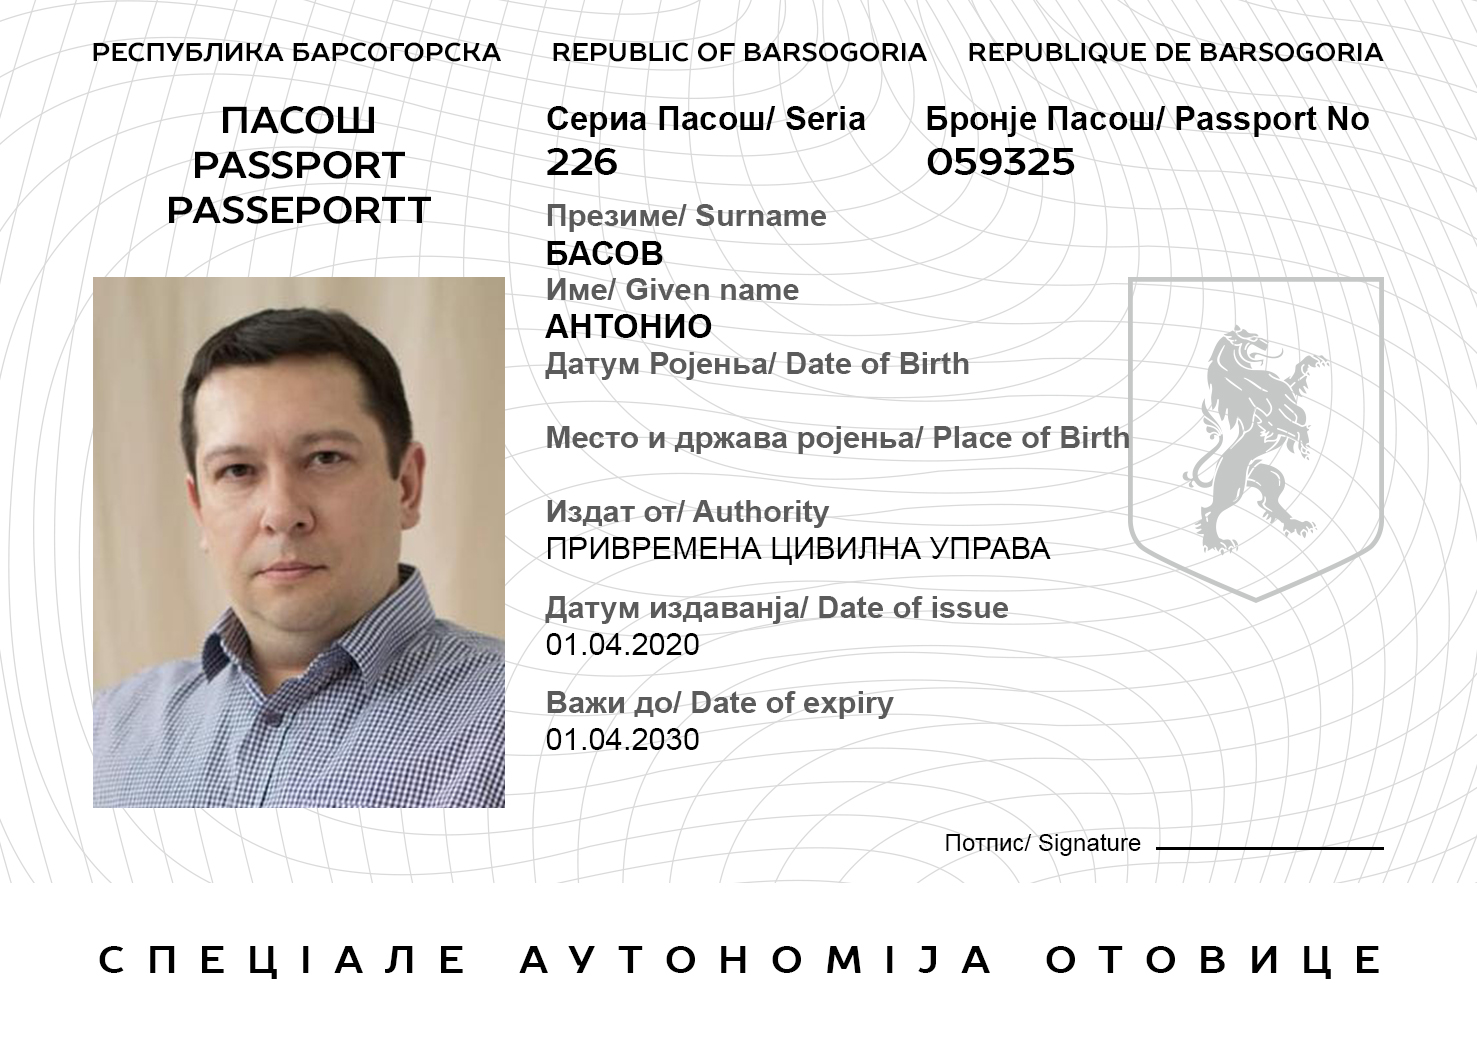 РЕСПУБЛИКА БАРСОГОРСКА REPUBLIC OF BARSOGORIA REPUBLIQUE DE BARSOGORIA
ПАСОШ
PASSPORT
PASSEPORTT
Сериа Пасош/ Seria Бронје Пасош/ Passport No
226 059325
Презиме/ Surname
БАСОВ
Име/ Given name
АНТОНИО
ДатумРојења/ Date of Birth
Место и држава ројења/ Place of Birth
Издат от/ Authority
ПРИВРЕМЕНА ЦИВИЛНА УПРАВА
Датум издаванја/ Date of issue
01.04.2020
Важи до/ Date of expiry
01.04.2030
Потпис/ Signature
СПЕЦІАЛЕ АУТОНОМІЈА ОТОВИЦЕ